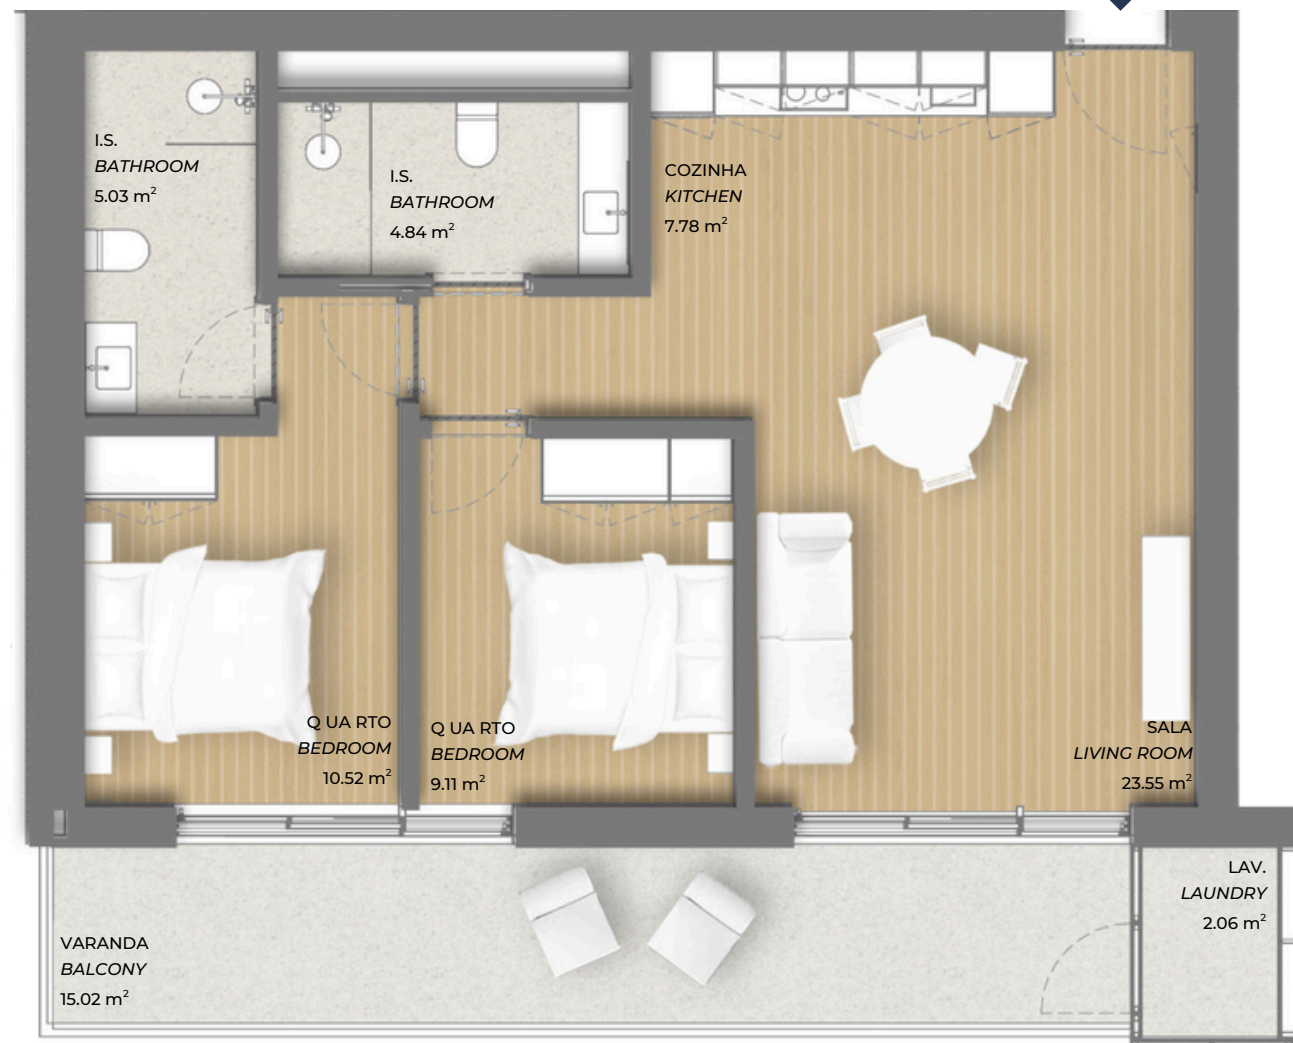 I.S.
BATHROOM
5.03 m²
I.S.
BATHROOM
4.84 m²
COZINHA
KITCHEN
7.78 m²
Q UA RTO
BEDROOM
10.52 m²
Q UA RTO
BEDROOM
9.11 m²
SALA
LIVING ROOM
23.55 m²
VARANDA
BALCONY
15.02 m²
LAV.
LAUNDRY
2.06 m²